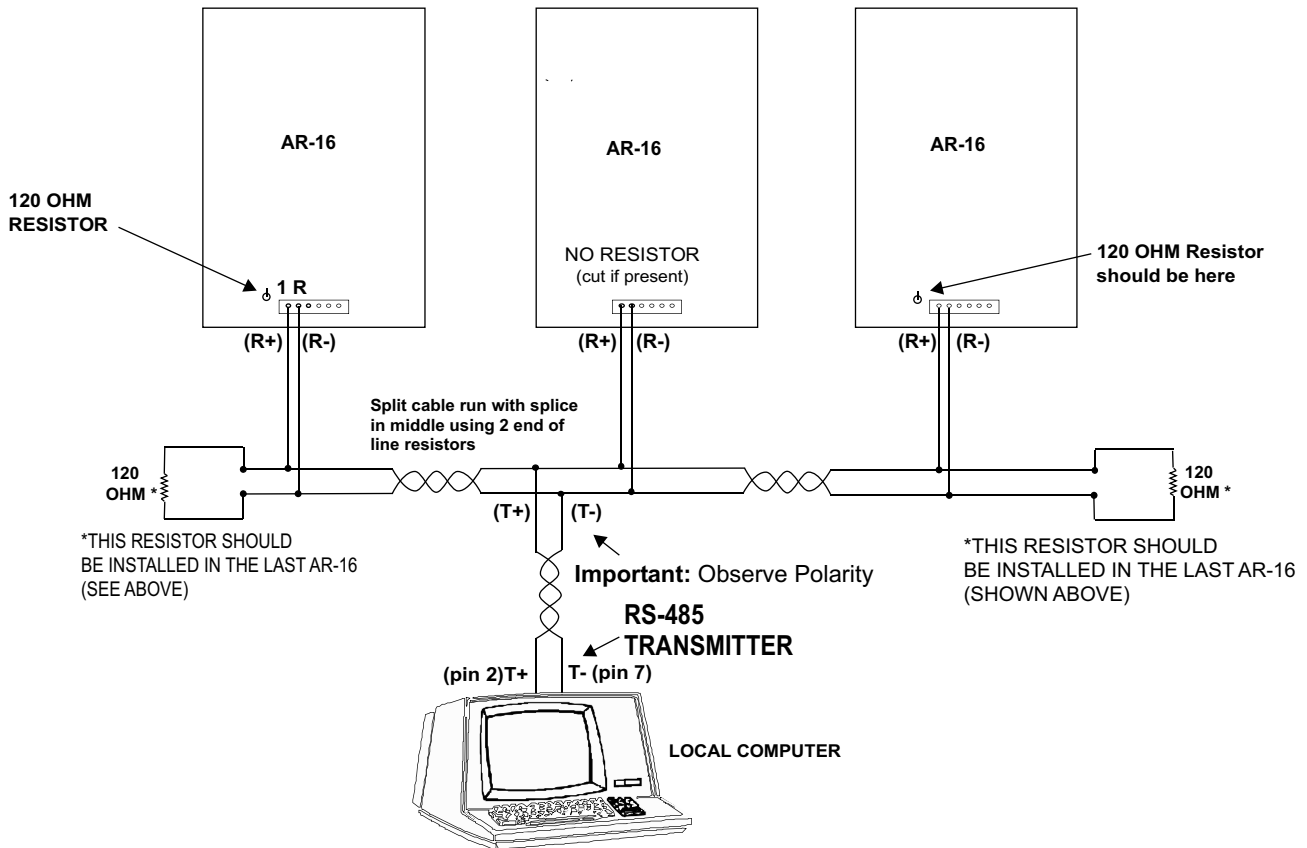 AR-16
AR-16
AR-16
120 OHM
RESISTOR
1 R
NO RESISTOR
(cut if present)
120 OHM Resistor
should be here
(R+) (R-)
(R+) (R-)
(R+) (R-)
Split cable run with splice
in middle using 2 end of
line resistors
120
OHM *
120
OHM *
(T+) (T-)
*THIS RESISTOR SHOULD
BE INSTALLED IN THE LAST AR-16
(SEE ABOVE)
Important: Observe Polarity
*THIS RESISTOR SHOULD
BE INSTALLED IN THE LAST AR-16
(SHOWN ABOVE)
RS-485
TRANSMITTER
(pin 2)T+ T- (pin 7)
LOCAL COMPUTER